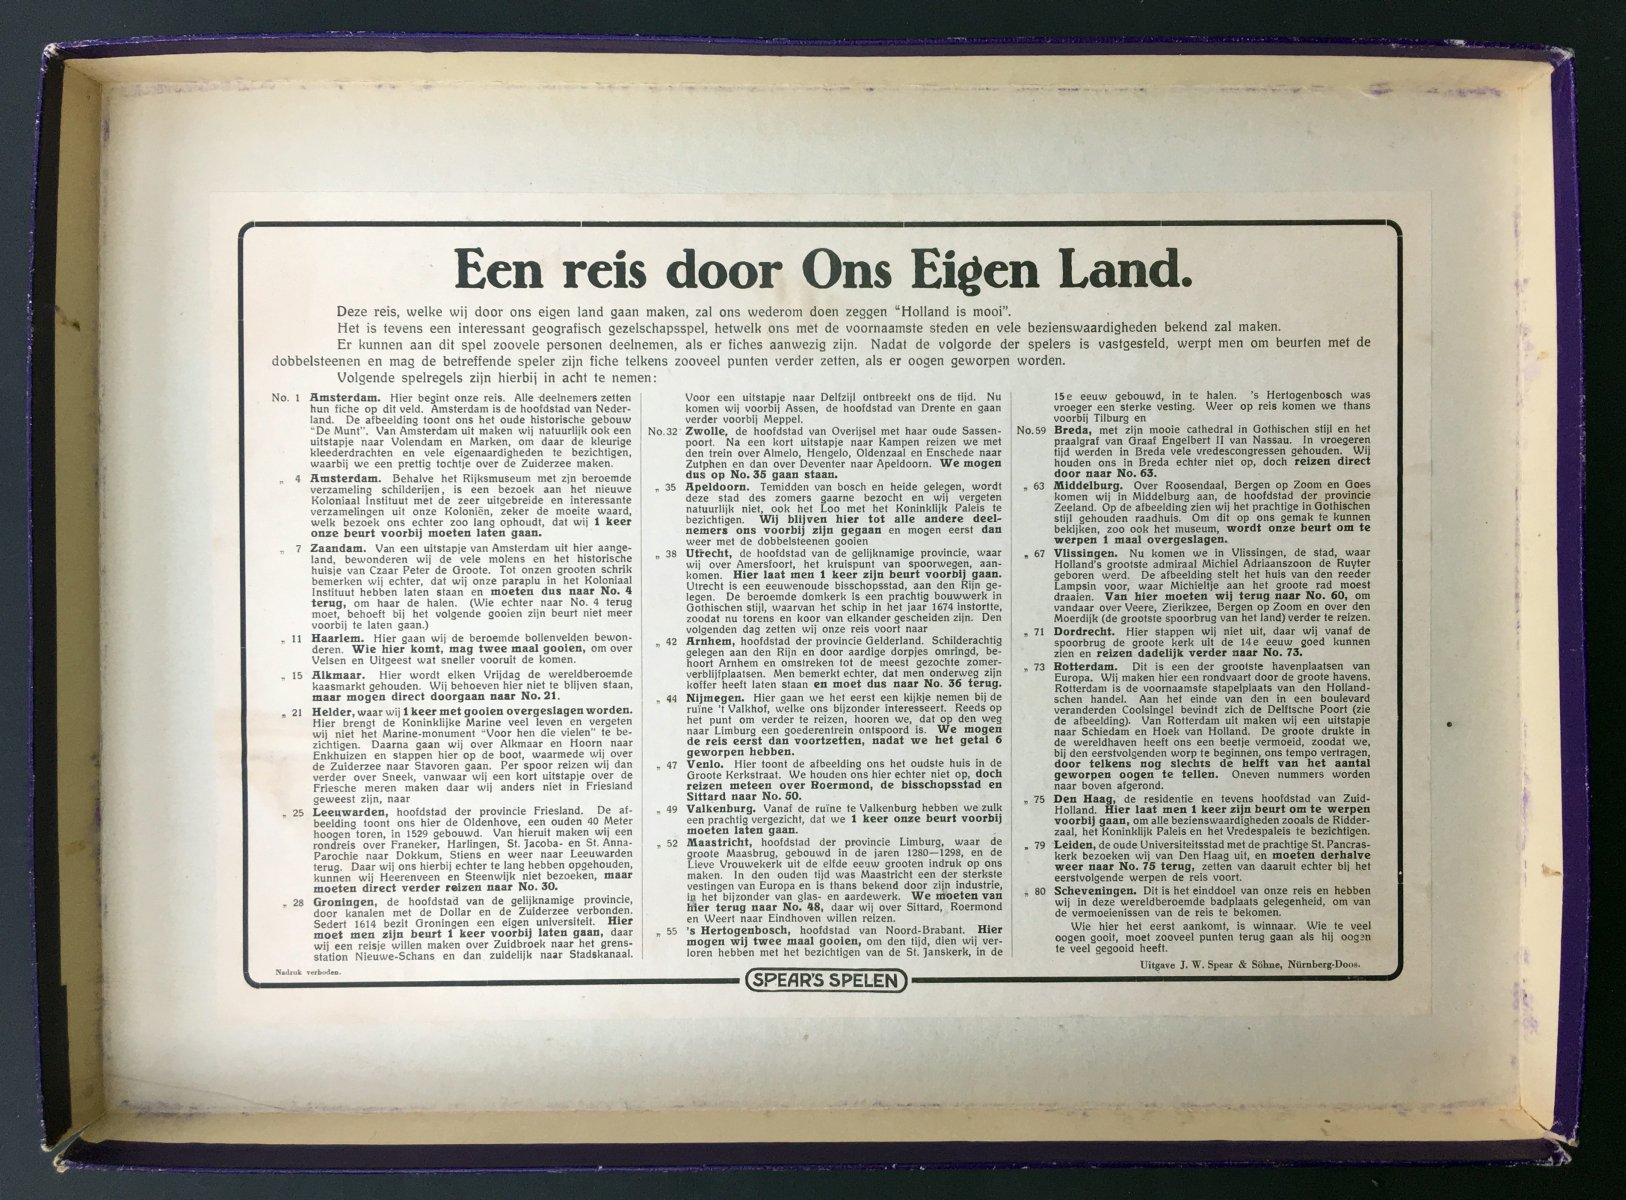 Een reis door Ons Eigen Land.
Deze reis, welke wij door ons eigen land gaan maken, zal ons wederom doen zeggen “Holland is mooi”.
Het is tevens een interessant geografisch gezelschapsspel, hetwelk ons met de voornaamste steden en vele bezienswaardigheden bekend zal maken.
Er kunnen aan dit spel zoovele personen deelnemen, als er fiches aanwezig zijn. Nadat de volgorde der spelers is vastgesteld, werpt men om beurten met de
dobbelsteenen en mag de betreffende speler zijn fiche telkens zooveel punten verder zetten, als er oogen geworpen worden.
Volgende spelregels zijn hierbij in acht te nemen:
No. 1 Amsterdam. Hier begint onze reis. Alle deelnemers zetten
hun fiche op dit veld. Amsterdam is de hoofdstad van Neder-
land. De afbeelding toont ons het oude historische gebouw
“De Munt”. Van Amsterdam uit maken wij natuurlijk ook een
uitstapje naar Volendam en Marken, om daar de kleurige
kleederdrachten en vele eigenaardigheden te bezichtigen,
waarbij we een prettig tochtje over de Zuiderzee maken.
„ 4 Amsterdam. Behalve het Rijksmuseum met zjn beroemde
verzameling schilderijen, is een bezoek aan het nieuwe
Koloniaal Instituut met de zeer uitgebreide en interessante
verzamelingen uit onze Koloniën, zeker de moeite waard,
welk bezoek ons echter zoo lang ophoudt, dat wij 1 keer
onze beurt voorbij moeten laten gaan.
„ 7 Zaandam. Van een uitstapje van Amsterdam uit hier aange-
land, bewonderen wij de vele molens en het historische
huisje van Czaar Peter de Groote. Tot onzen grooten schrik
bemerken wij echter, dat wij onze paraplu in het Koloniaal
Instituut hebben laten staan en moeten dus naar No. 4
terug, om haar de halen. (Wie echter naar No. 4 terug
moet, behoeft bij het volgende gooien zijn beurt niet meer
voorbij te laten gaan.)
„ 11 Haarlem. Hier gaan wij de beroemde bollenvelden bewon-
deren. Wie hier komt, mag twee maal gooien, om over
Velsen en Uitgeest wat sneller vooruit de komen.
„ 15 Alkmaar. Hier wordt elken Vrijdag de wereldberoemde
kaasmarkt gehouden. Wij behoeven hier niet te blijven staan,
maar mogen direct doorgaan naar No. 21.
„ 21 Helder, waar wij 1 keer met gooien overgeslagen worden.
Hier brengt de Koninklijke Marine veel leven en vergeten
wij niet het Marine-monument “Voor hen die vielen” te be-
zichtigen. Daarna gaan wij over Alkmaar en Hoorn naar
Enkhuizen en stappen hier op de boot, waarmede wij over
de Zuiderzee naar Stavoren gaan. Per spoor reizen wij dan
verder over Sneek, vanwaar wij een kort uitstapje over de
Friesche meren maken daar wij anders niet in Friesland
geweest zijn, naar
„ 25 Leeuwarden, hoofdstad der provincie Friesland. De af-
beelding toont ons hier de Oldenhove, een ouden 40 Meter
hoogen toren, in 1529 gebouwd. Van hieruit maken wij een
rondreis over Franeker, Harlingen, St. Jacoba- en St. Anna-
Parochie naar Dokkum, Stiens en weer naar Leeuwarden
terug. Daar wij ons hierbij echter te lang hebben opgehouden,
kunnen wij Heerenveen en Steenwijk niet bezoeken, maar
moeten direct verder reizen naar No. 30.
„ 28 Groningen, de hoofdstad van de gelijknamige provincie,
door kanalen met de Dollar en de Zuiderzee verbonden.
Sedert 1614 bezit Groningen een eigen universiteit. Hier
moet men zijn beurt 1 keer voorbij laten gaan, daar
wij een reisje willen maken over Zuidbroek naar het grens-
station Nieuwe-Schans en dan zuidelijk naar Stadskanaal.
Voor een uitstapje naar Delfzijl ontbreekt ons de tijd. Nu
komen wij voorbij Assen, de hoofdstad van Drente en gaan
verder voorbij Meppel.
No. 32 Zwolle, de hoofdstad van Overijsel met haar oude Sassen-
poort. Na een kort uitstapje naar Kampen reizen we met
den trein over Almelo, Hengelo, Oldenzaal en Enschede naar
Zutphen en dan over Deventer naar Apeldoorn. We mogen
dus op No. 35 gaan staan.
„ 35 Apeldoorn. Temidden van bosch en heide gelegen, wordt
deze stad des zomers gaarne bezocht en wij vergeten
natuurlijk niet, ook het Loo met het Koninklijk Paleis te
bezichtigen. Wij blijven hier tot alle andere deel-
nemers ons voorbij zijn gegaan en mogen eerst dan
weer met de dobbelsteenen gooien
„ 38 Utrecht, de hoofdstad van de gelijknamige provincie, waar
wij over Amersfoort, het kruispunt van spoorwegen, aan-
komen. Hier laat men 1 keer zijn beurt voorbij gaan.
Utrecht is een eeuwenoude bisschopsstad, aan den Rijn ge-
legen. De beroemde domkerk is een prachtig bouwwerk in
Gothischen stijl, waarvan het schip in het jaar 1674 instortte,
zoodat nu torens en koor van elkander gescheiden zijn. Den
volgenden dag zetten wij onze reis voort naar
„ 42 Arnhem, hoofdstad der provincie Gelderland. Schilderachtig
gelegen aan den Rijn en door aardige dorpjes omringd, be-
hoort Arnhem en omstreken tot de meest gezochte zomer-
verblijfplaatsen. Men bemerkt echter, dat men onderweg zijn
koffer heeft laten staan en moet dus naar No. 36 terug.
„ 44 Nijmegen. Hier gaan we het eerst een kijkje nemen bij de
ruïne 't Valkhof, welke ons bijzonder interesseert. Reeds op
het punt om verder te reizen, hooren we, dat op den weg
naar Limburg een goederentrein ontspoord is. We mogen
de reis eerst dan voortzetten, nadat we het getal 6
geworpen hebben.
„ 47 Venlo. Hier toont de afbeelding ons het oudste huis in de
Groote Kerkstraat. We houden ons hier echter niet op, doch
reizen meteen over Roermond, de bisschopsstad en
Sittard naar No. 50.
„ 49 Valkenburg. Vanaf de ruïne te Valkenburg hebben we zulk
een prachtig vergezicht, dat we 1 keer onze beurt voorbij
moeten laten gaan.
„ 52 Maastricht, hoofdstad der provincie Limburg, waar de
groote Maasbrug, gebouwd in de jaren 1280—1298, en de
Lieve Vrouwekerk uit de elfde eeuw grooten indruk op ons
maken. In den ouden tijd was Maastricht een der sterkste
vestingen van Europa en is thans bekend door zijn industrie,
in het bijzonder van glas- en aardewerk. We moeten van
hier terug naar No. 48, daar wij over Sittard, Roermond
en Weert naar Eindhoven willen reizen.
„ 55 's Hertogenbosch, hoofdstad van Noord-Brabant. Hier
mogen wij twee maal gooien, om den tijd, dien wij ver-
loren hebben met het bezichtigen van de St. Janskerk, in de
15e eeuw gebouwd, in te halen. 's Hertogenbosch was
vroeger een sterke vesting. Weer op reis komen we thans
voorbij Tilburg en
No. 59 Breda, met zijn mooie cathedral in Gothischen stijl en het
praalgraf van Graaf Engelbert II van Nassau. In vroegeren
tijd werden in Breda vele vredescongressen gehouden. Wij
houden ons in Breda echter niet op, doch reizen direct
door naar No. 63.
„ 63 Middelburg. Over Roosendaal, Bergen op Zoom en Goes
komen wij in Middelburg aan, de hoofdstad der provincie
Zeeland. Op de afbeelding zien wij het prachtige in Gothischen
stijl gehouden raadhuis. Om dit op ons gemak te kunnen
bekijken, zoo ook het museum, wordt onze beurt om te
werpen 1 maal overgeslagen.
„ 67 Vlissingen. Nu komen we in Vlissingen, de stad, waar
Holland's grootste admiraal Michiel Adriaanszoon de Ruyter
geboren werd. De afbeelding stelt het huis van den reeder
Lampsin voor, waar Michieltje aan het groote rad moest
draaien. Van hier moeten wij terug naar No. 60, om
vandaar over Veere, Zierikzee, Bergen op Zoom en over den
Moerdijk (de grootste spoorbrug van het land) verder te reizen.
„ 71 Dordrecht. Hier stappen wij niet uit, daar wij vanaf de
spoorbrug de groote kerk uit de 14e eeuw goed kunnen
zien en reizen dadelijk verder naar No. 73.
„ 73 Rotterdam. Dit is een der grootste havenplaatsen van
Europa. Wij maken hier een rondvaart door de groote havens.
Rotterdam is de voornaamste stapelplaats van den Holland-
schen handel. Aan het einde van den in een boulevard
veranderden Coolsingel bevindt zich de Delftsche Poort (zie
de afbeelding). Van Rotterdam uit maken wij een uitstapje
naar Schiedam en Hoek van Holland. De groote drukte in
de wereldhaven heeft ons een beetje vermoeid, zoodat we,
bij den eerstvolgenden worp te beginnen, ons tempo vertragen,
door telkens nog slechts de helft van het aantal
geworpen oogen te tellen. Oneven nummers worden
naar boven afgerond.
„ 75 Den Haag, de residentie en tevens hoofdstad van Zuid-
Holland. Hier laat men 1 keer zijn beurt om te werpen
voorbij gaan, om alle bezienswaardigheden zooals de Ridder-
zaal, het Koninklijk Paleis en het Vredespaleis te bezichtigen.
„ 79 Leiden, de oude Universiteitsstad met de prachtige St. Pancras-
kerk bezoeken wij van Den Haag uit, en moeten derhalve
weer naar No. 75 terug, zetten van daaruit echter bij het
eerstvolgende werpen de reis voort.
„ 80 Scheveningen. Dit is het einddoel van onze reis en hebben
wij in deze wereldberoemde badplaats gelegenheid, om van
de vermoeienissen van de reis te bekomen.
Wie hier het eerst aankomt, is winnaar. Wie te veel
oogen gooit, moet zooveel punten terug gaan als hij oogen
te veel gegooid heeft.
Nadruk verboden.
SPEAR'S SPELEN
Uitgave J. W. Spear & Söhne, Nürnberg-Doos.